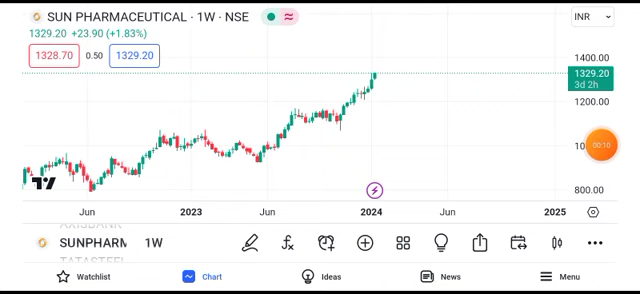 SUN PHARMACEUTICAL · 1W · NSE
INR
1329.20 +23.90 (+1.83%)
1328.70 0.50 1329.20
1400.00
1329.20
3d 2h
1200.00
00:10
800.00
Jun 2023 Jun 2024 Jun 2025
AXISBANK
SUNPHARM 1W
TATASTEEL
Watchlist Chart Ideas News Menu